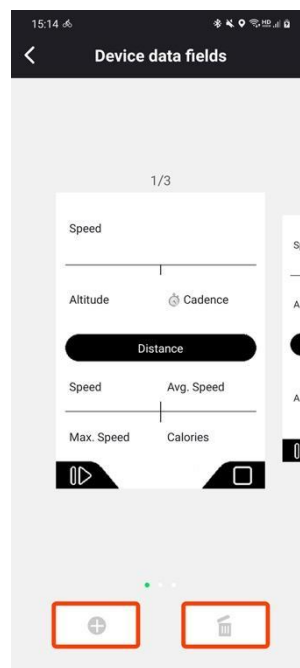 15:14
Device data fields
1/3
Speed
Altitude Cadence
Distance
Speed Avg. Speed
Max. Speed Calories